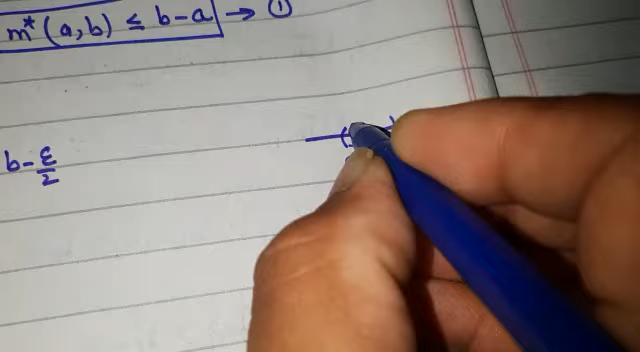 m*(a,b) ≤ b-a → ①
b - ε/2
( )